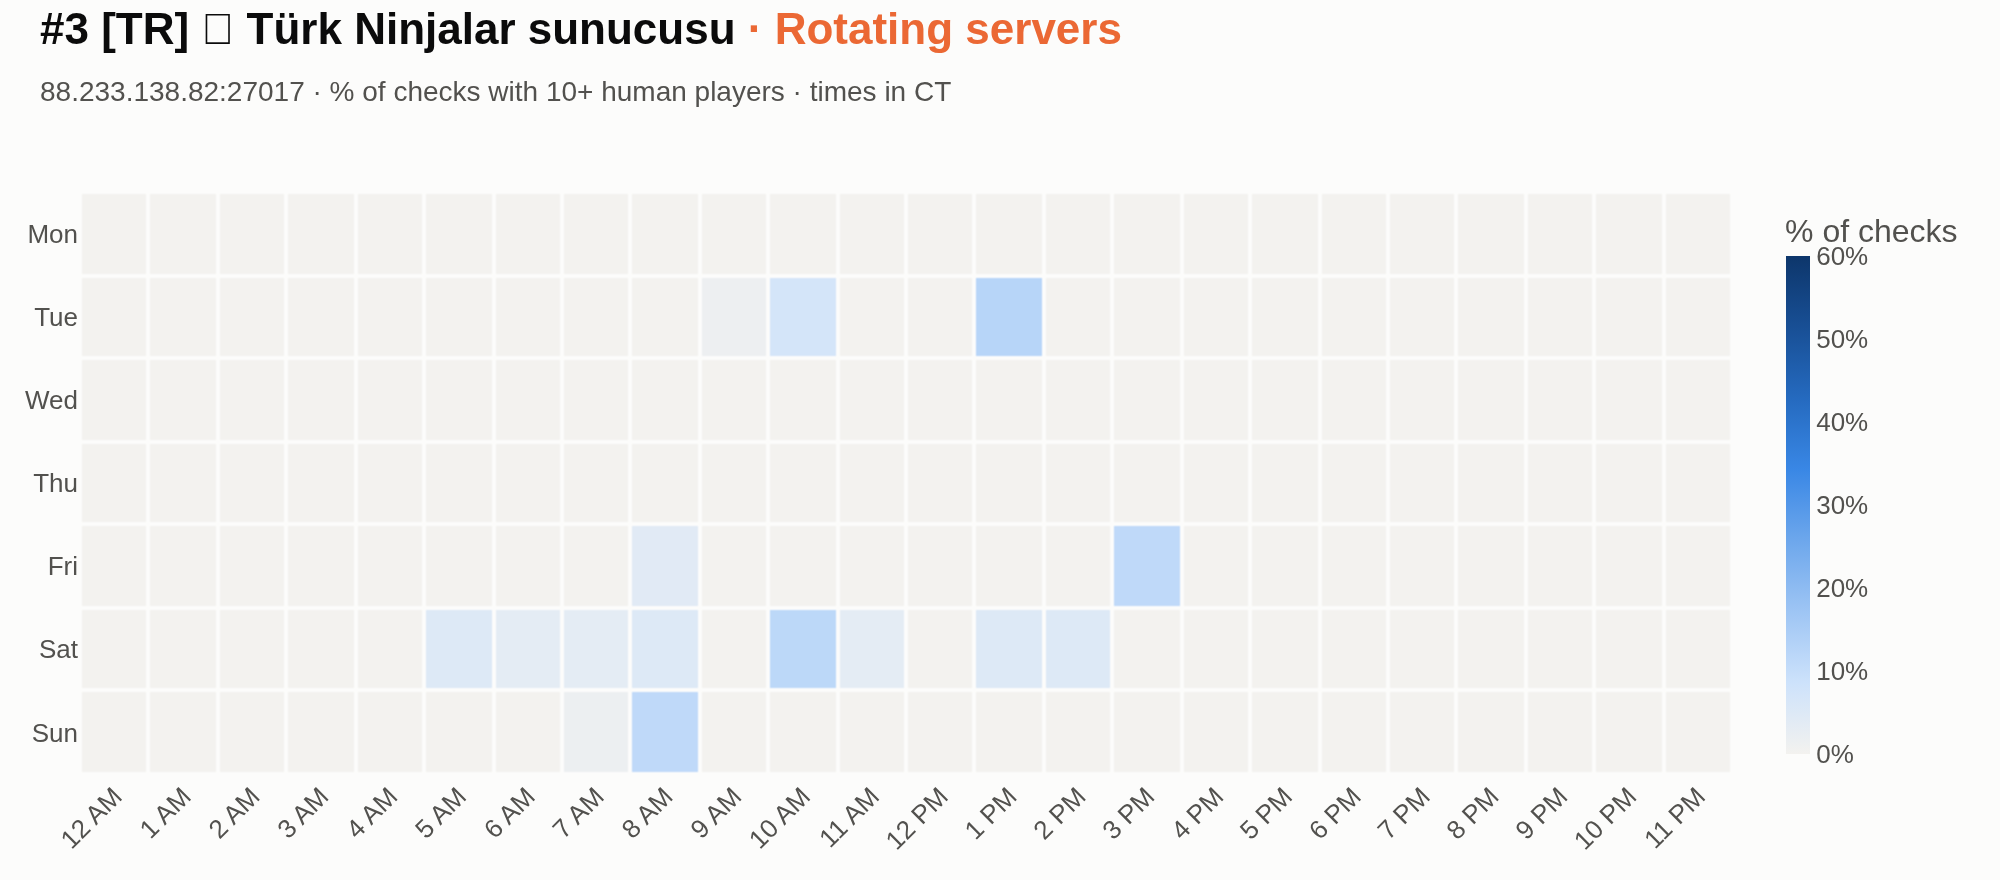 #3 [TR] Türk Ninjalar sunucusu · Rotating servers
88.233.138.82:27017 · % of checks with 10+ human players · times in CT
% of checks
60%
50%
40%
30%
20%
10%
0%
Mon
Tue
Wed
Thu
Fri
Sat
Sun
12 AM
1 AM
2 AM
3 AM
4 AM
5 AM
6 AM
7 AM
8 AM
9 AM
10 AM
11 AM
12 PM
1 PM
2 PM
3 PM
4 PM
5 PM
6 PM
7 PM
8 PM
9 PM
10 PM
11 PM